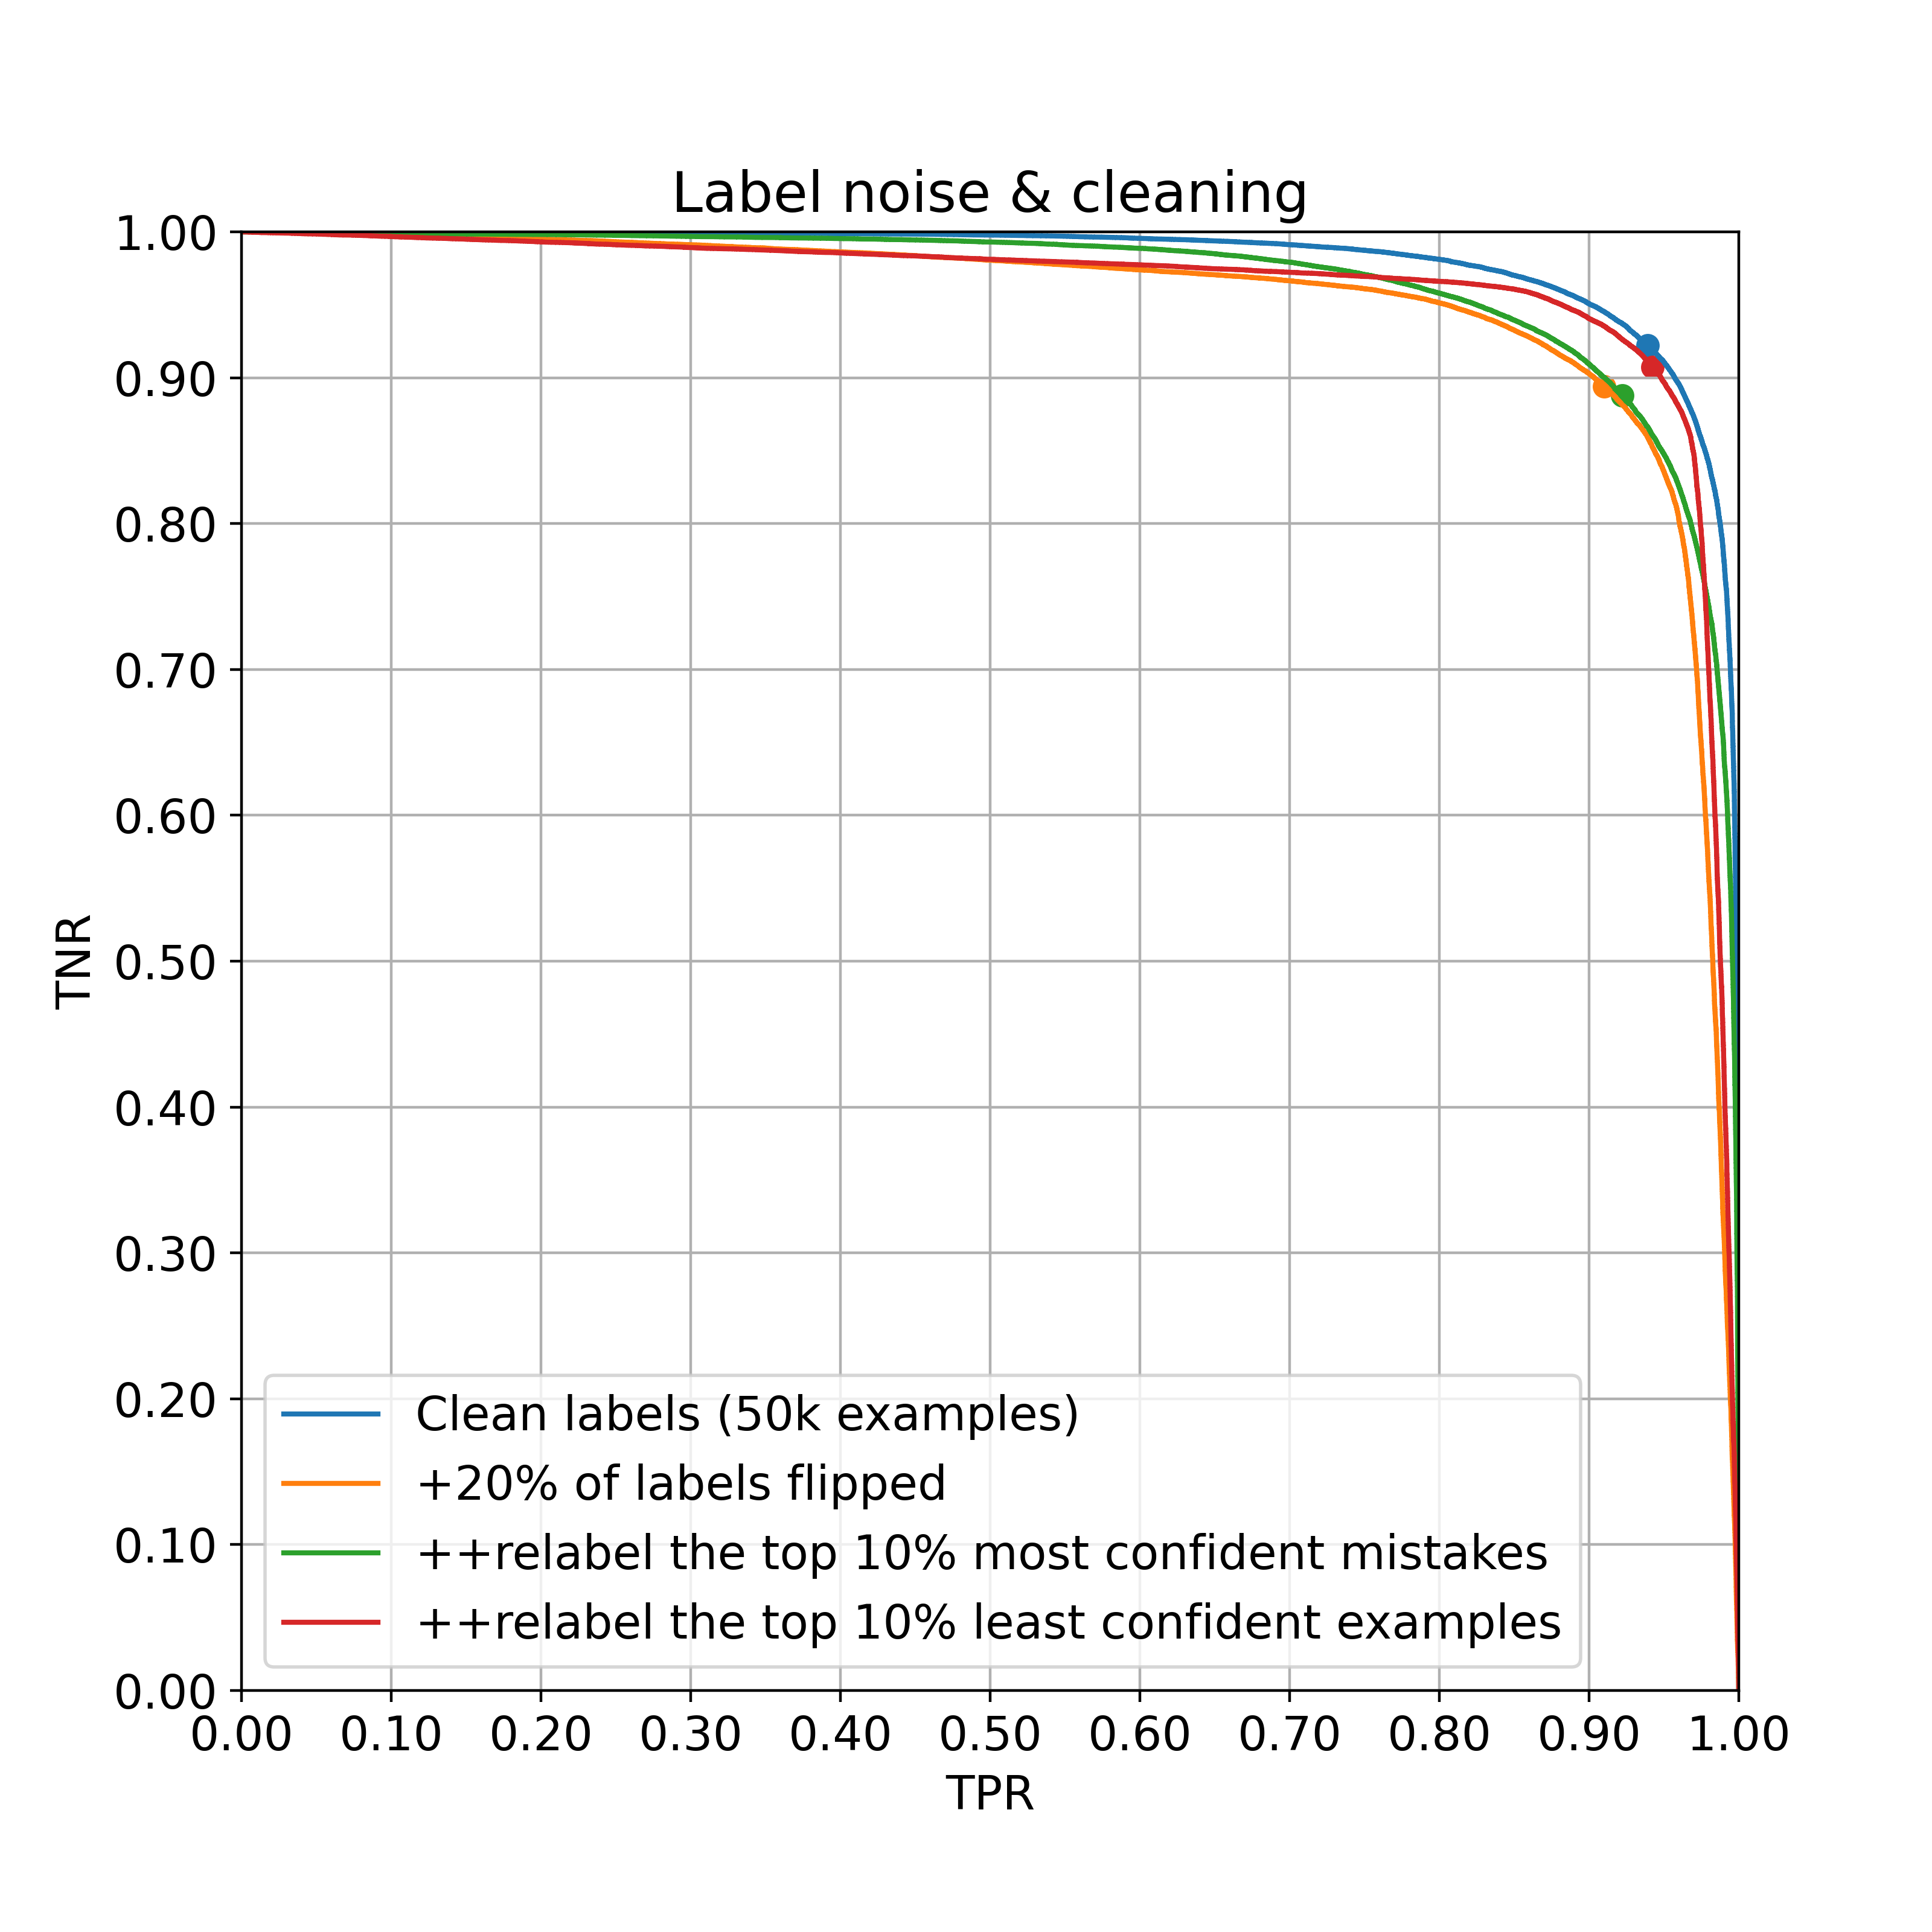 Label noise & cleaning
1.00
0.90
0.80
0.70
0.60
0.50
0.40
0.30
0.20
0.10
0.00
TNR
Clean labels (50k examples)
+20% of labels flipped
++relabel the top 10% most confident mistakes
++relabel the top 10% least confident examples
0.00 0.10 0.20 0.30 0.40 0.50 0.60 0.70 0.80 0.90 1.00
TPR